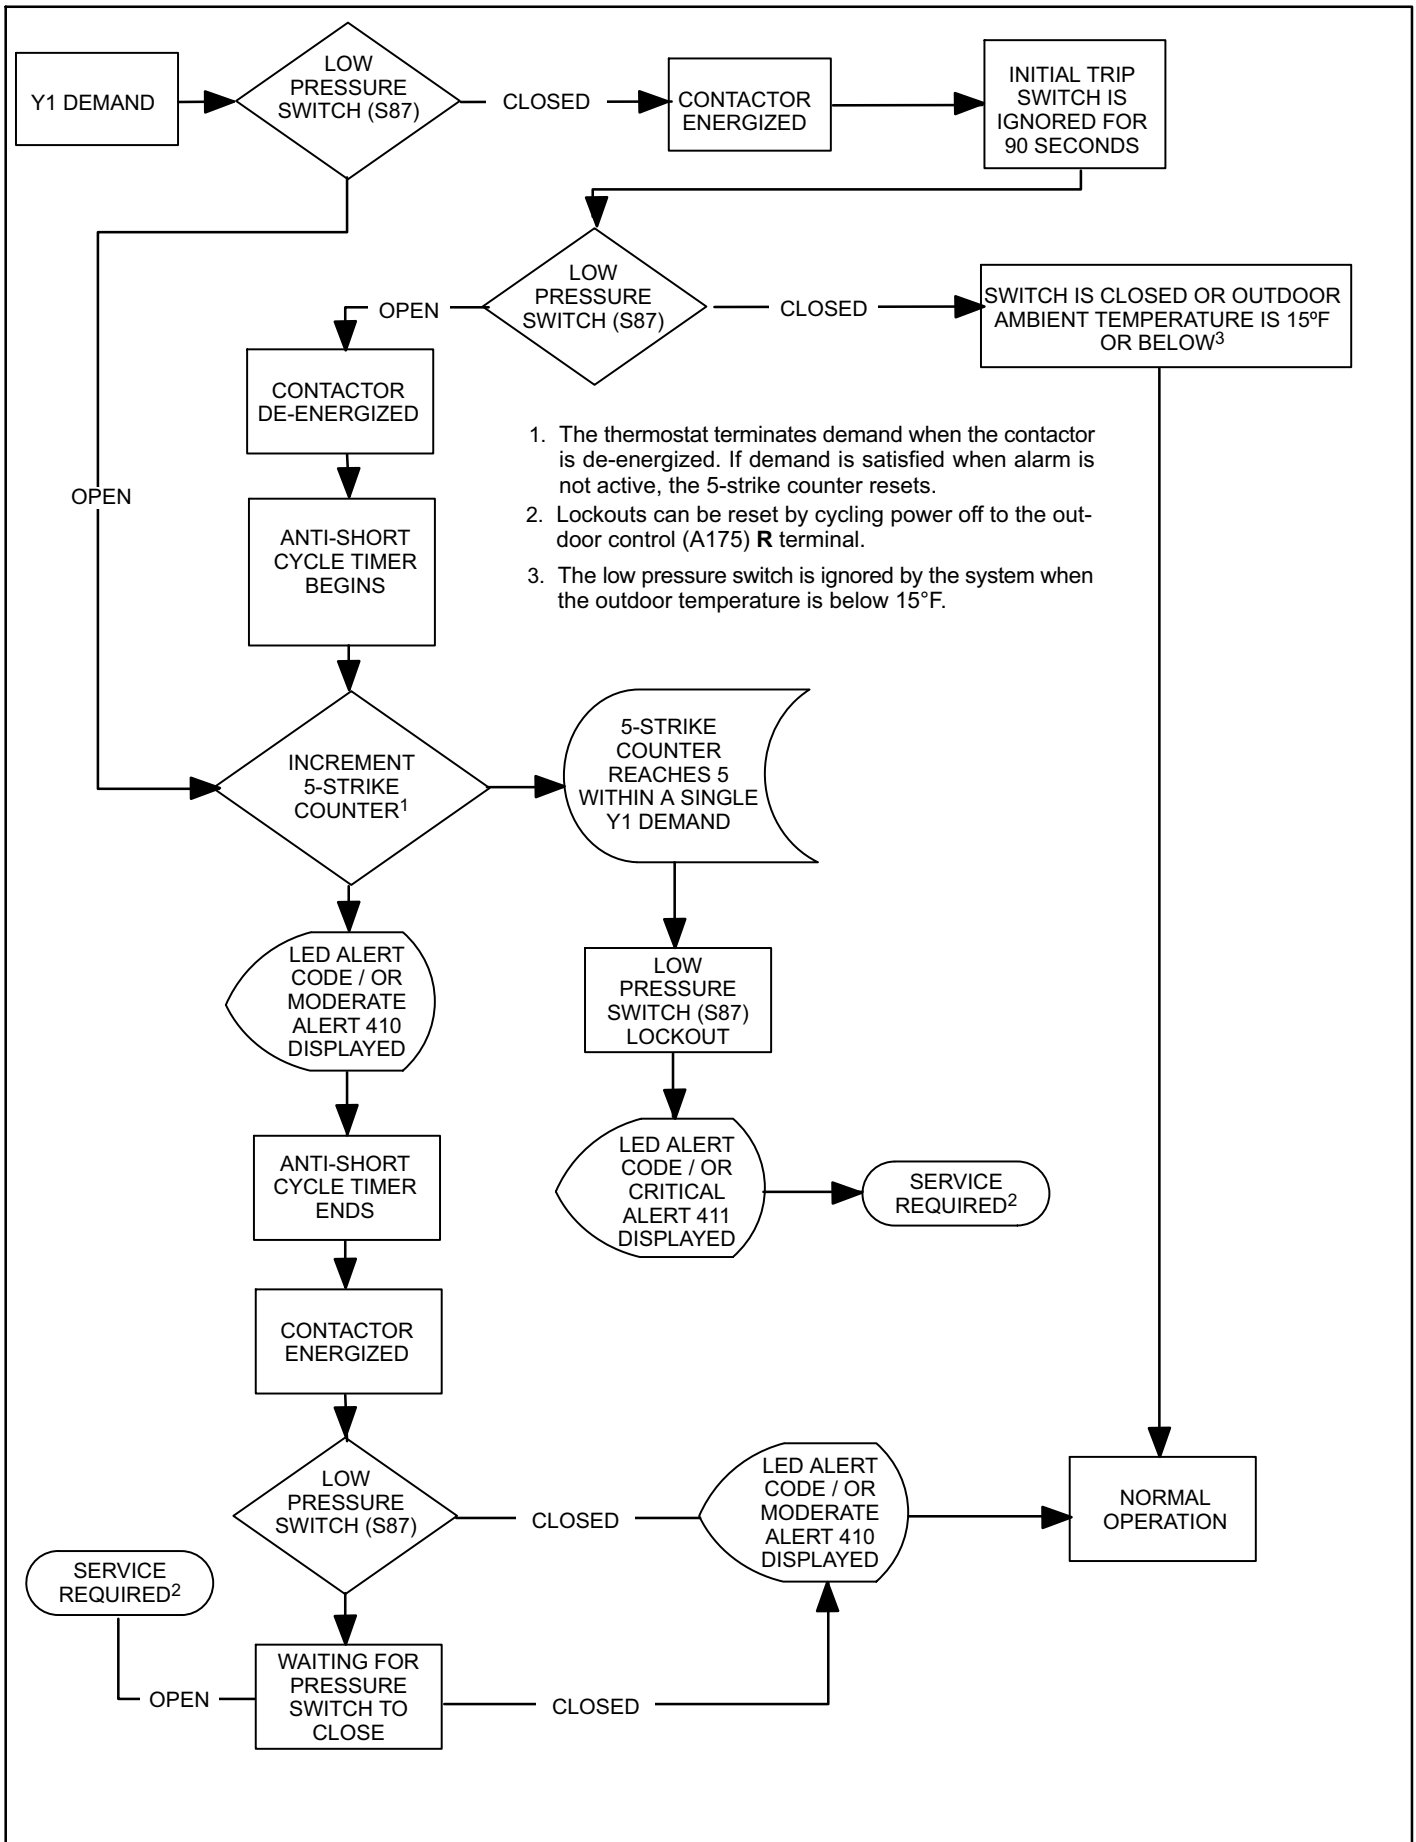 Y1 DEMAND
LOW
PRESSURE
SWITCH (S87)
CLOSED
CONTACTOR
ENERGIZED
INITIAL TRIP
SWITCH IS
IGNORED FOR
90 SECONDS
LOW
PRESSURE
SWITCH (S87)
OPEN
CLOSED
SWITCH IS CLOSED OR OUTDOOR
AMBIENT TEMPERATURE IS 15ºF
OR BELOW3
CONTACTOR
DE-ENERGIZED
1. The thermostat terminates demand when the contactor
is de-energized. If demand is satisfied when alarm is
not active, the 5-strike counter resets.
2. Lockouts can be reset by cycling power off to the out-
door control (A175) R terminal.
3. The low pressure switch is ignored by the system when
the outdoor temperature is below 15°F.
OPEN
ANTI-SHORT
CYCLE TIMER
BEGINS
INCREMENT
5-STRIKE
COUNTER1
5-STRIKE
COUNTER
REACHES 5
WITHIN A SINGLE
Y1 DEMAND
LED ALERT
CODE / OR
MODERATE
ALERT 410
DISPLAYED
LOW
PRESSURE
SWITCH (S87)
LOCKOUT
ANTI-SHORT
CYCLE TIMER
ENDS
LED ALERT
CODE / OR
CRITICAL
ALERT 411
DISPLAYED
SERVICE
REQUIRED2
CONTACTOR
ENERGIZED
LOW
PRESSURE
SWITCH (S87)
CLOSED
LED ALERT
CODE / OR
MODERATE
ALERT 410
DISPLAYED
NORMAL
OPERATION
SERVICE
REQUIRED2
OPEN
WAITING FOR
PRESSURE
SWITCH TO
CLOSE
CLOSED